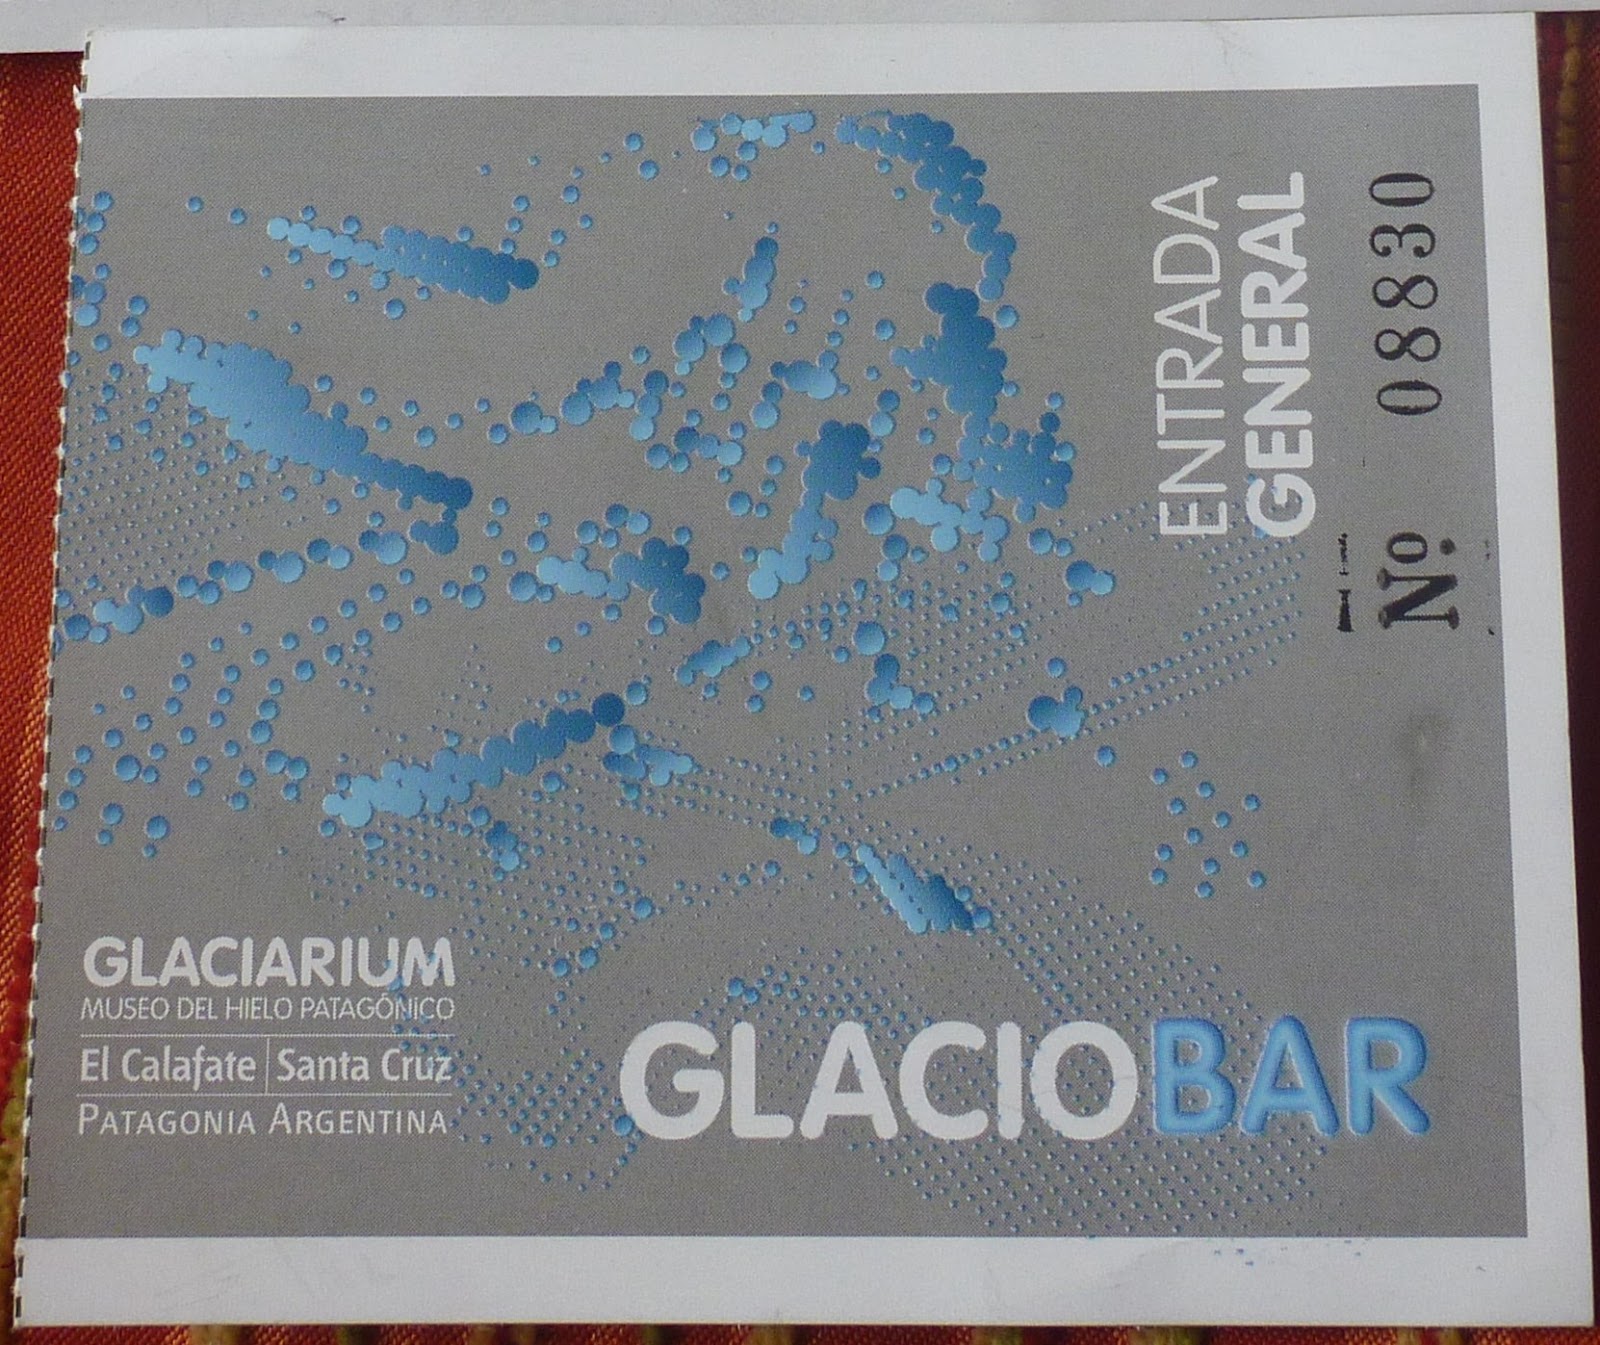 GLACIARIUM
MUSEO DEL HIELO PATAGÓNICO
El Calafate | Santa Cruz
PATAGONIA ARGENTINA
GLACIOBAR
ENTRADA
GENERAL
Nº 08830